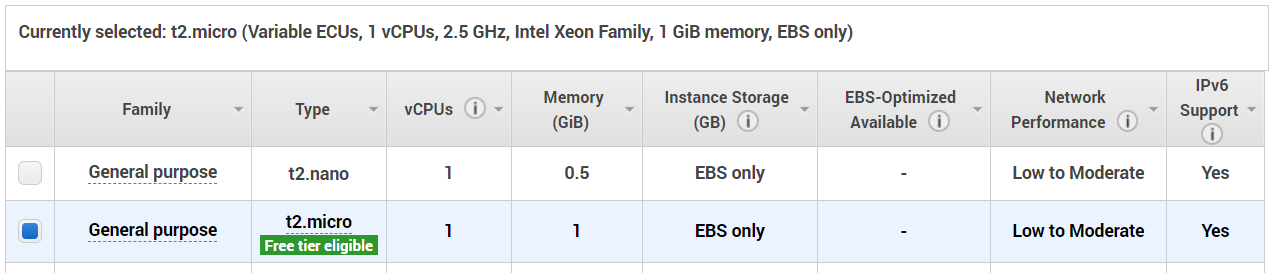 Currently selected: t2.micro (Variable ECUs, 1 vCPUs, 2.5 GHz, Intel Xeon Family, 1 GiB memory, EBS only)
Family Type vCPUs i Memory (GiB) Instance Storage (GB) i EBS-Optimized Available i Network Performance i IPv6 Support i
General purpose t2.nano 1 0.5 EBS only - Low to Moderate Yes
General purpose t2.micro Free tier eligible 1 1 EBS only - Low to Moderate Yes